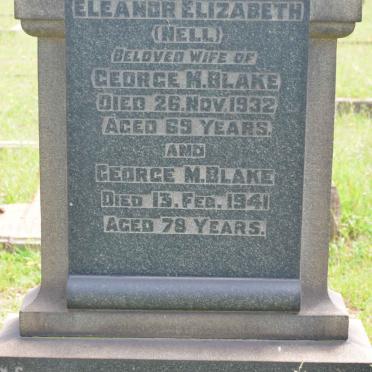 ELEANOR ELIZABETH
(NELL)
BELOVED WIFE OF
GEORGE M. BLAKE
DIED 26. NOV. 1932
AGED 69 YEARS.
AND
GEORGE M. BLAKE
DIED 13. FEB. 1941
AGED 78 YEARS.